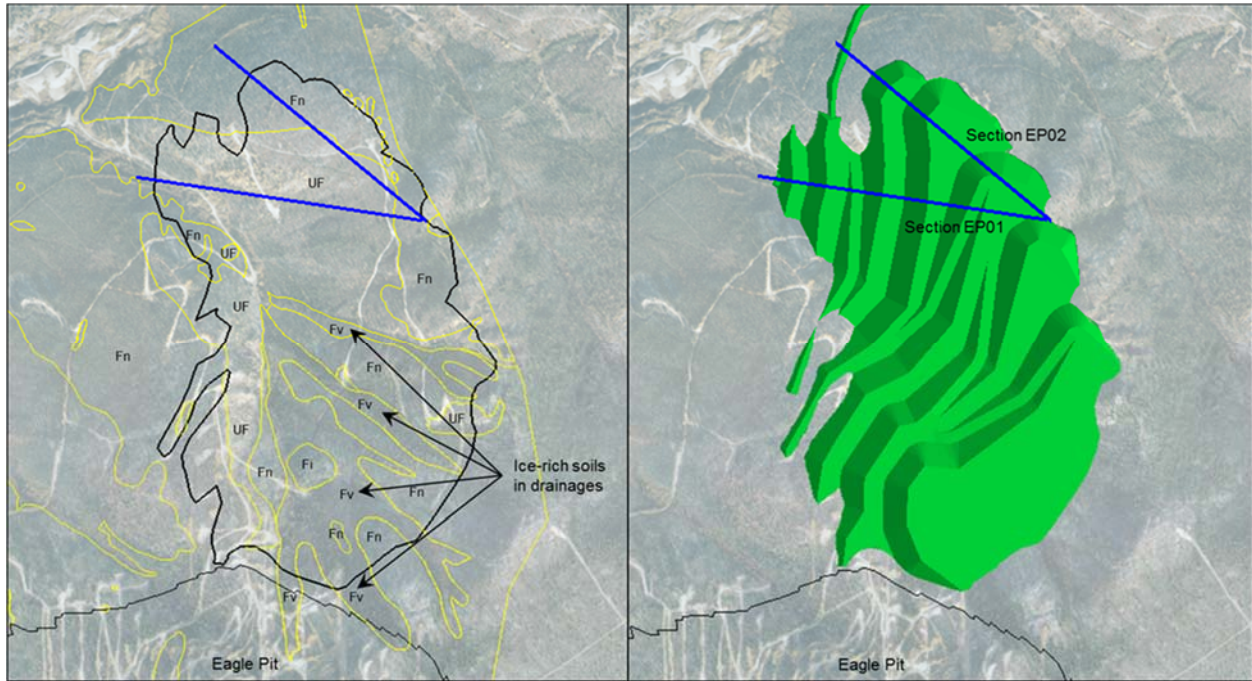 Fn
UF
Fn
UF
Fn
UF
Fv
Fn
Fn
Fv
UF
UF
Fi
Fn
Ice-rich soils
in drainages
Fv
Fn
Fn
Fn
Fv
Fv
Eagle Pit
Section EP02
Section EP01
Eagle Pit